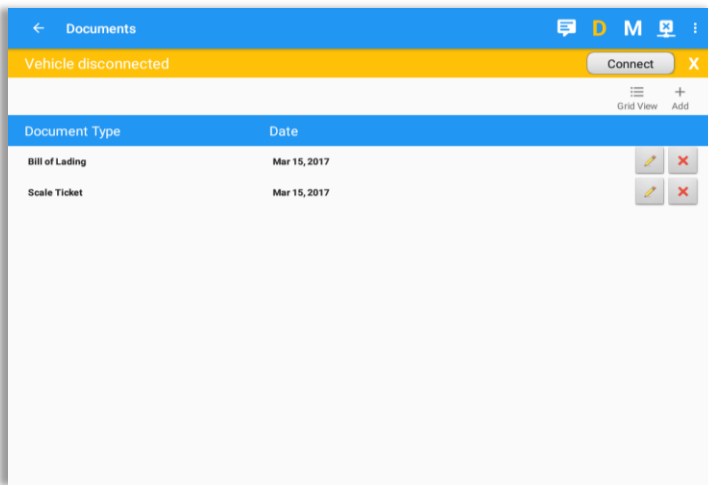 Documents D M
Vehicle disconnected Connect X
Grid View Add
Document Type Date
Bill of Lading Mar 15, 2017
Scale Ticket Mar 15, 2017